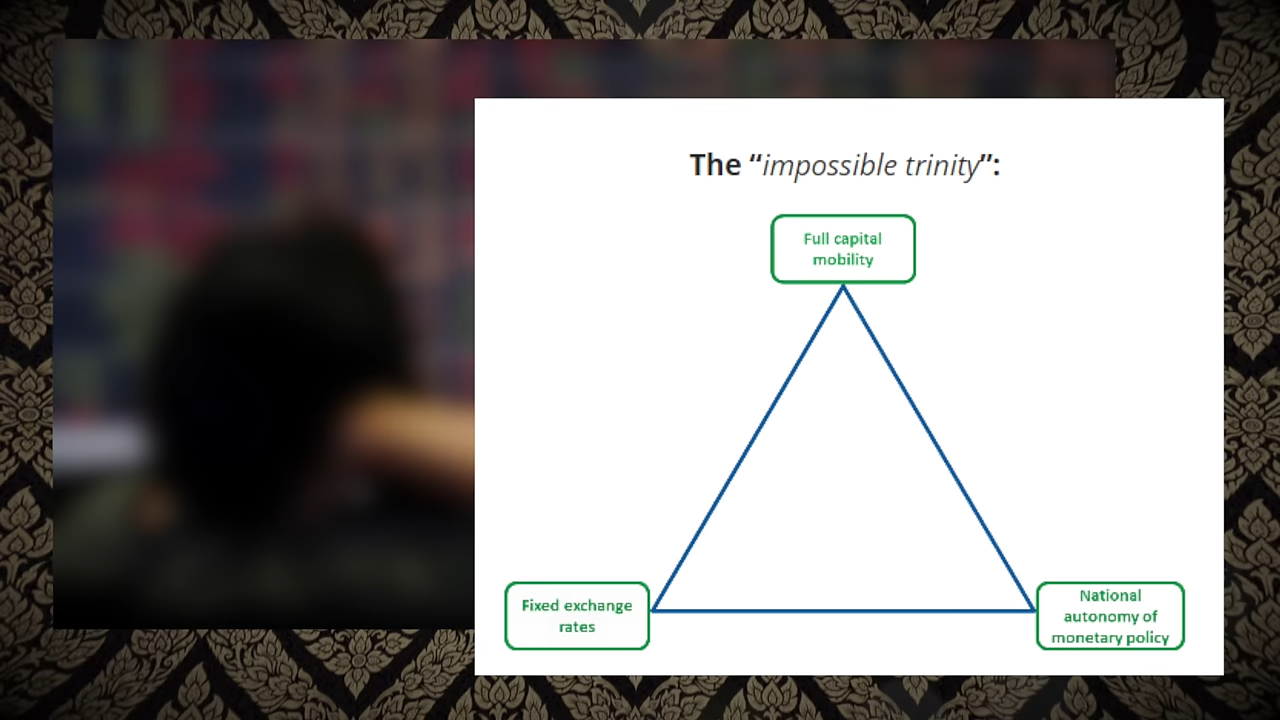 The “impossible trinity”:
Full capital
mobility
Fixed exchange
rates
National
autonomy of
monetary policy